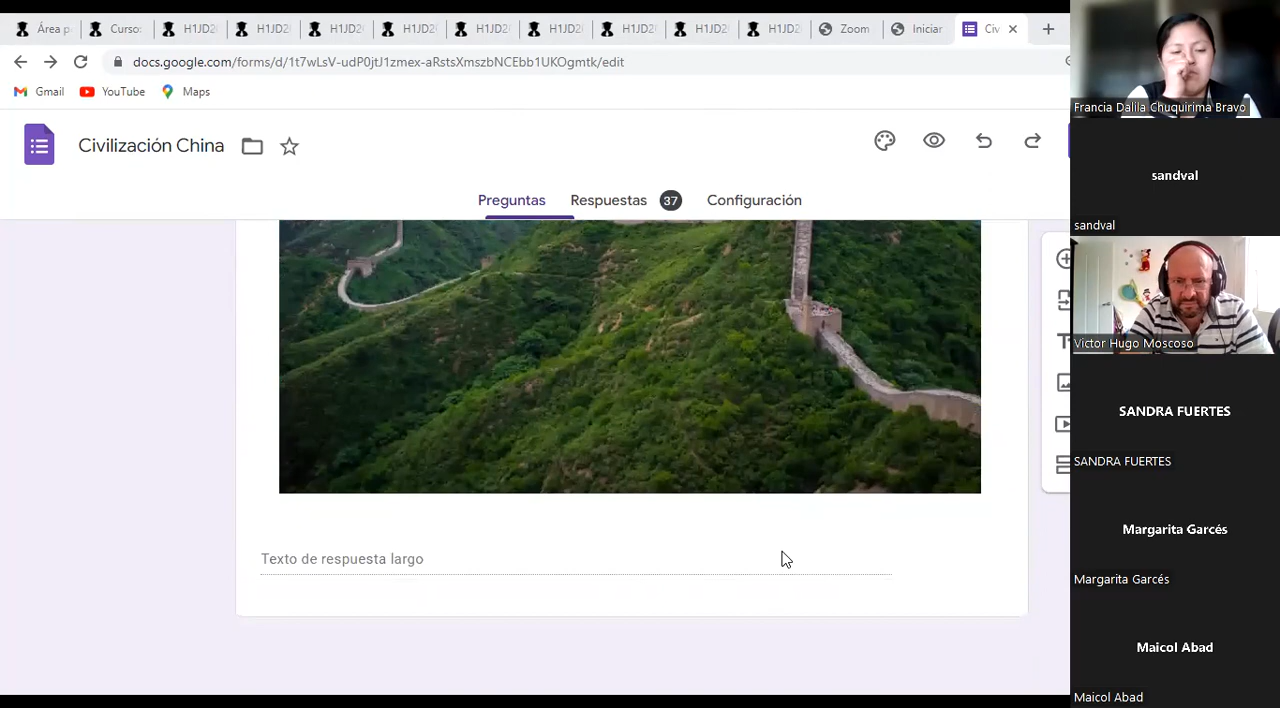 Área p
Curso:
H1JD2
H1JD2
H1JD2
H1JD2
H1JD2
H1JD2
H1JD2
H1JD2
H1JD2
Zoom
Iniciar
Civ
docs.google.com/forms/d/1t7wLsV-udP0jtJ1zmex-aRstsXmszbNCEbb1UKOgmtk/edit
Gmail
YouTube
Maps
Civilización China
Preguntas
Respuestas
37
Configuración
Texto de respuesta largo
Francia Dalila Chuquirima Bravo
sandval
sandval
Victor Hugo Moscoso
SANDRA FUERTES
SANDRA FUERTES
Margarita Garcés
Margarita Garcés
Maicol Abad
Maicol Abad